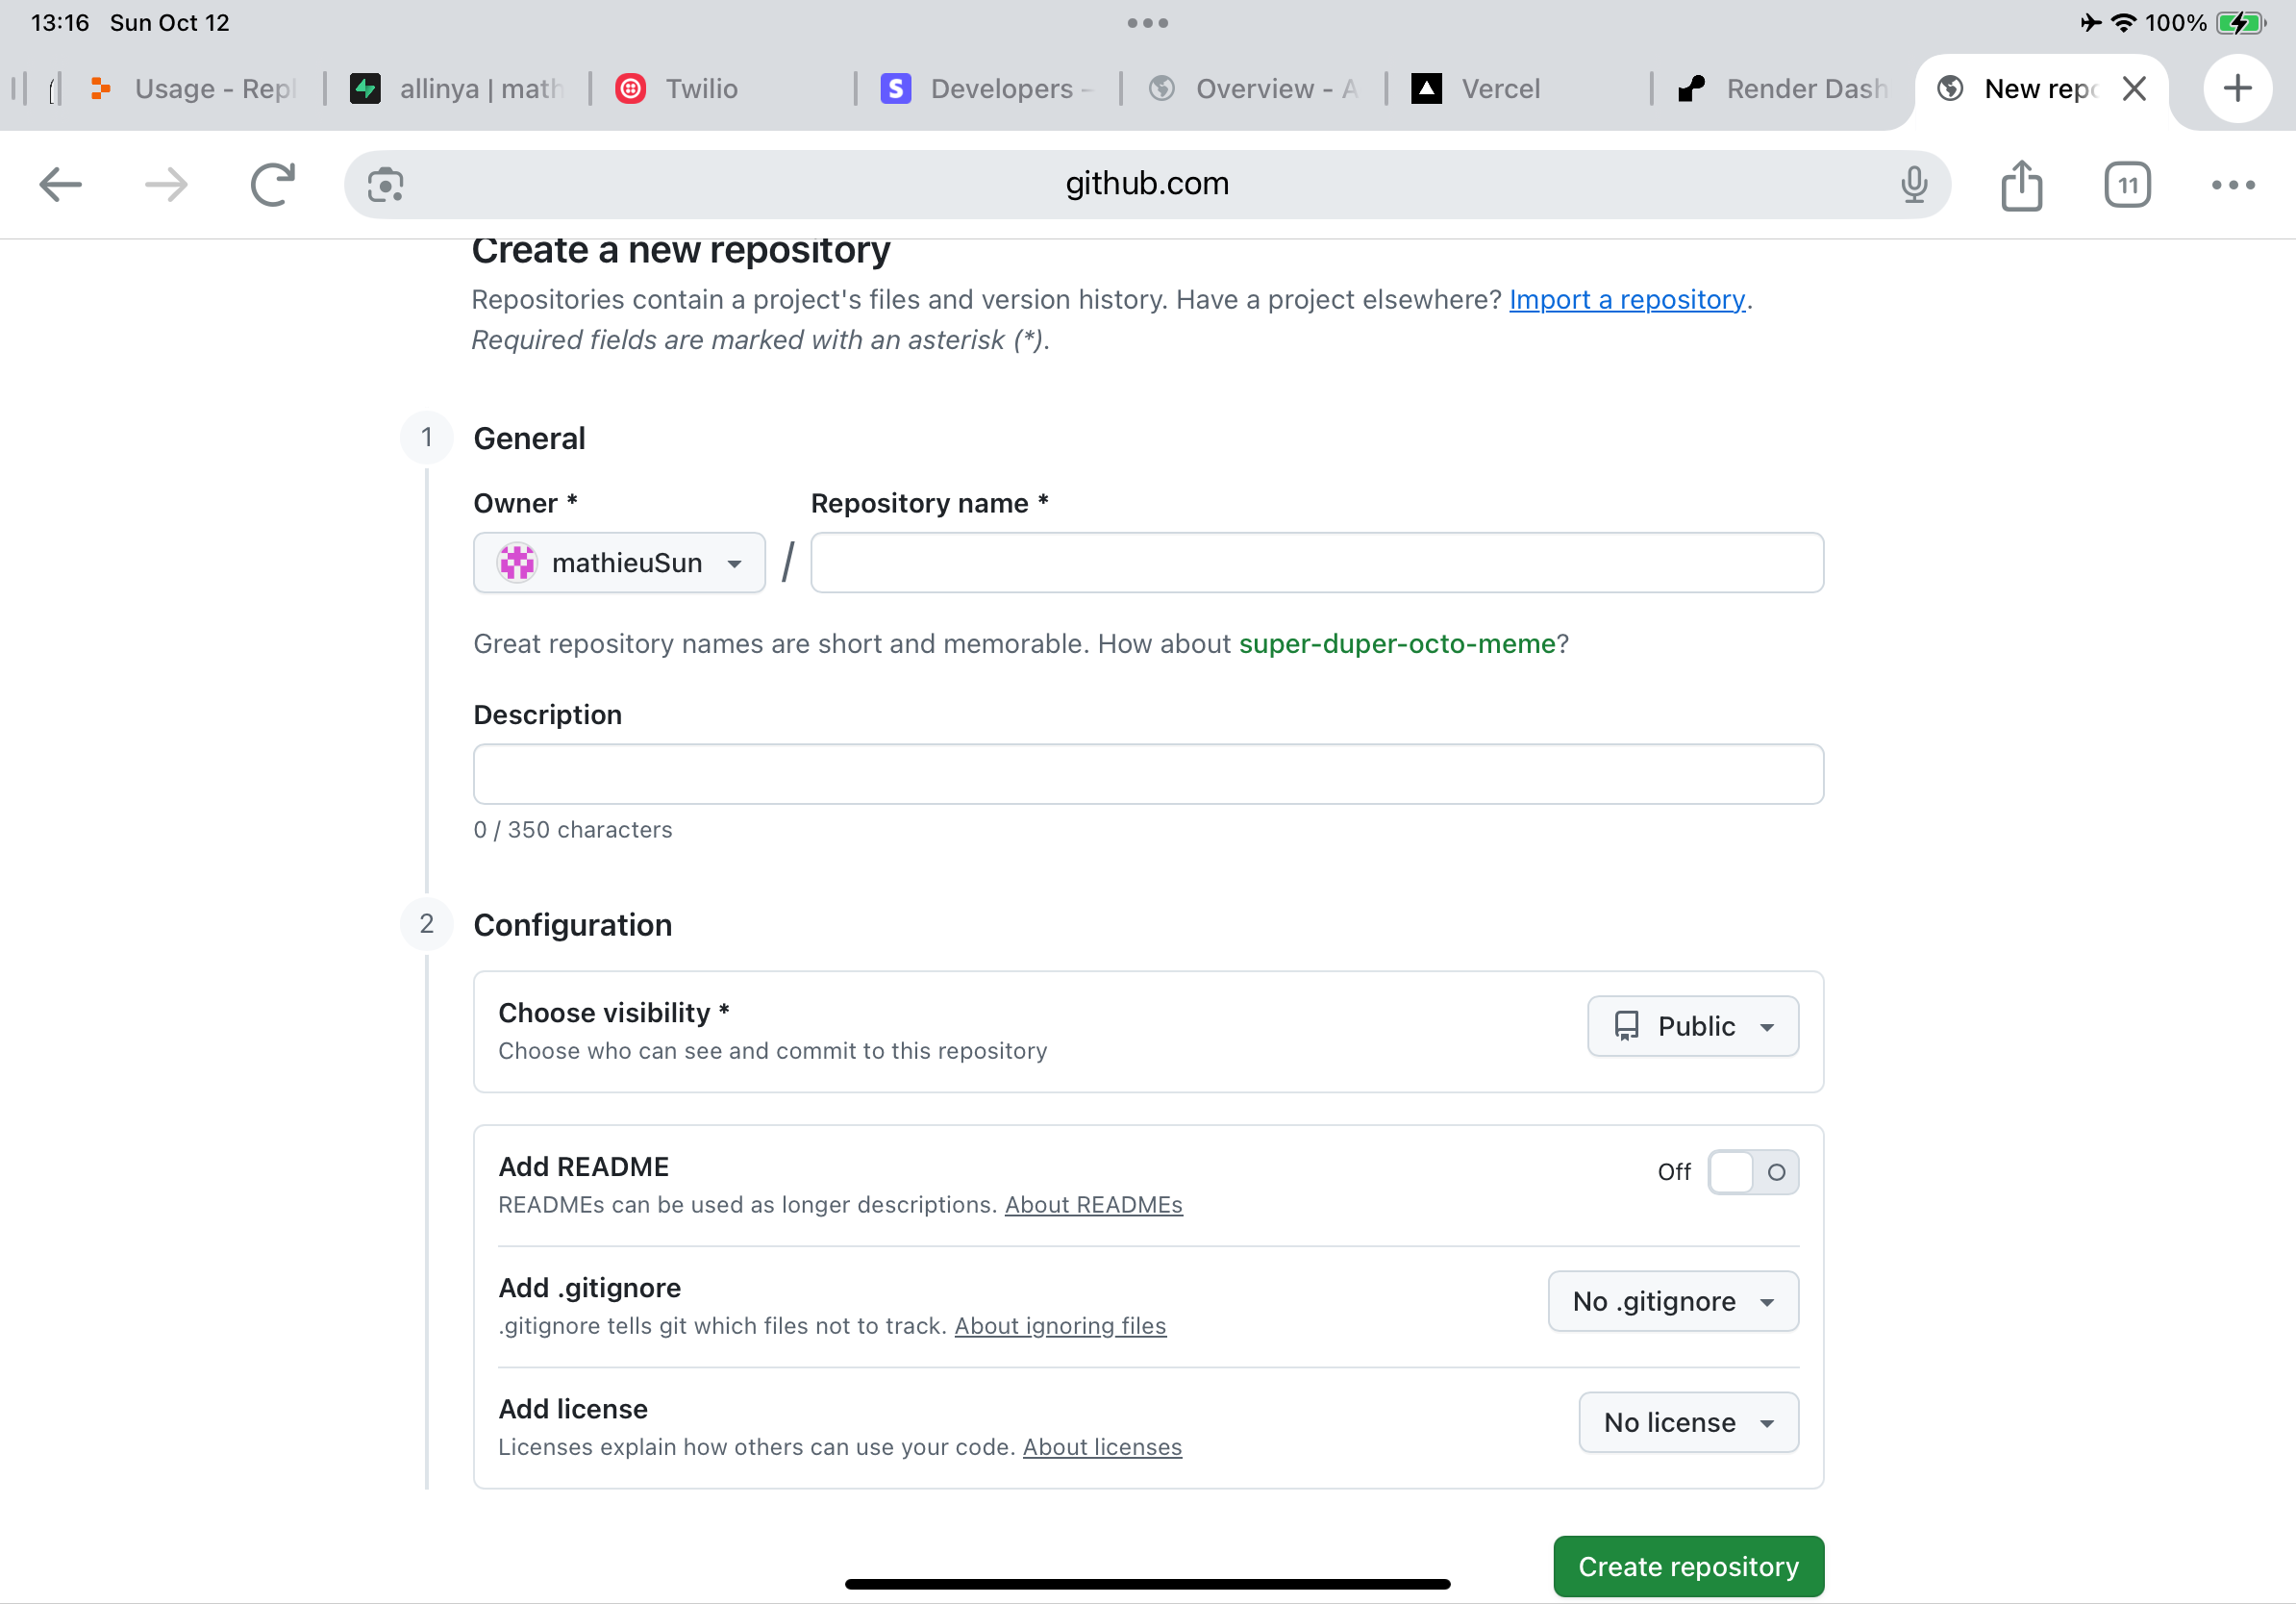 13:16 Sun Oct 12
100%
Usage - Repl
allinya | math
Twilio
Developers -
Overview - A
Vercel
Render Dash
New repo
github.com
11
Create a new repository
Repositories contain a project's files and version history. Have a project elsewhere? Import a repository.
Required fields are marked with an asterisk (*).
1 General
Owner * Repository name *
mathieuSun /
Great repository names are short and memorable. How about super-duper-octo-meme?
Description
0 / 350 characters
2 Configuration
Choose visibility *
Choose who can see and commit to this repository
Public
Add README
READMEs can be used as longer descriptions. About READMEs
Off
Add .gitignore
.gitignore tells git which files not to track. About ignoring files
No .gitignore
Add license
Licenses explain how others can use your code. About licenses
No license
Create repository